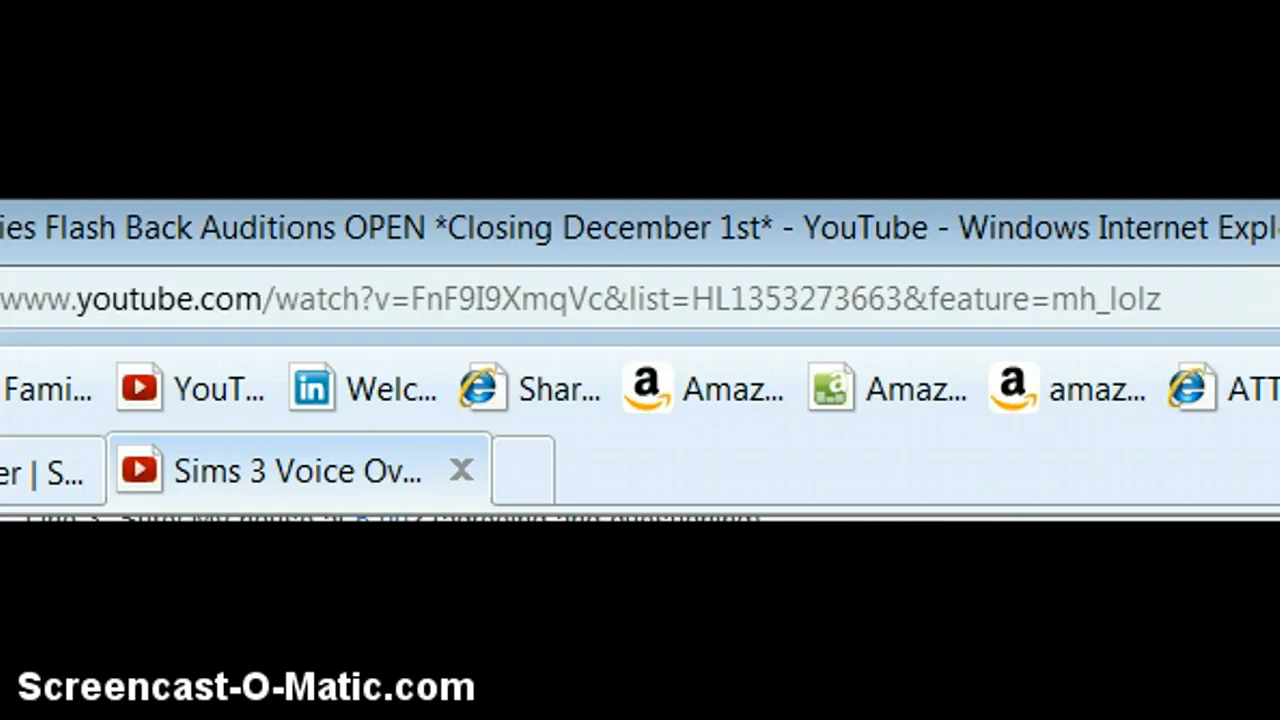 ies Flash Back Auditions OPEN *Closing December 1st* - YouTube - Windows Internet Expl
www.youtube.com/watch?v=FnF9I9XmqVc&list=HL1353273663&feature=mh_lolz
Fami... YouT... Welc... Shar... Amaz... Amaz... amaz... ATT
er | S... Sims 3 Voice Ov...
Screencast-O-Matic.com